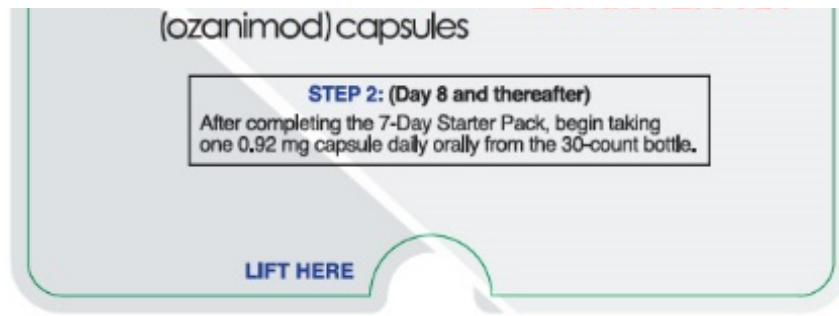 (ozanimod) capsules
STEP 2: (Day 8 and thereafter)
After completing the 7-Day Starter Pack, begin taking
one 0.92 mg capsule daily orally from the 30-count bottle.
LIFT HERE